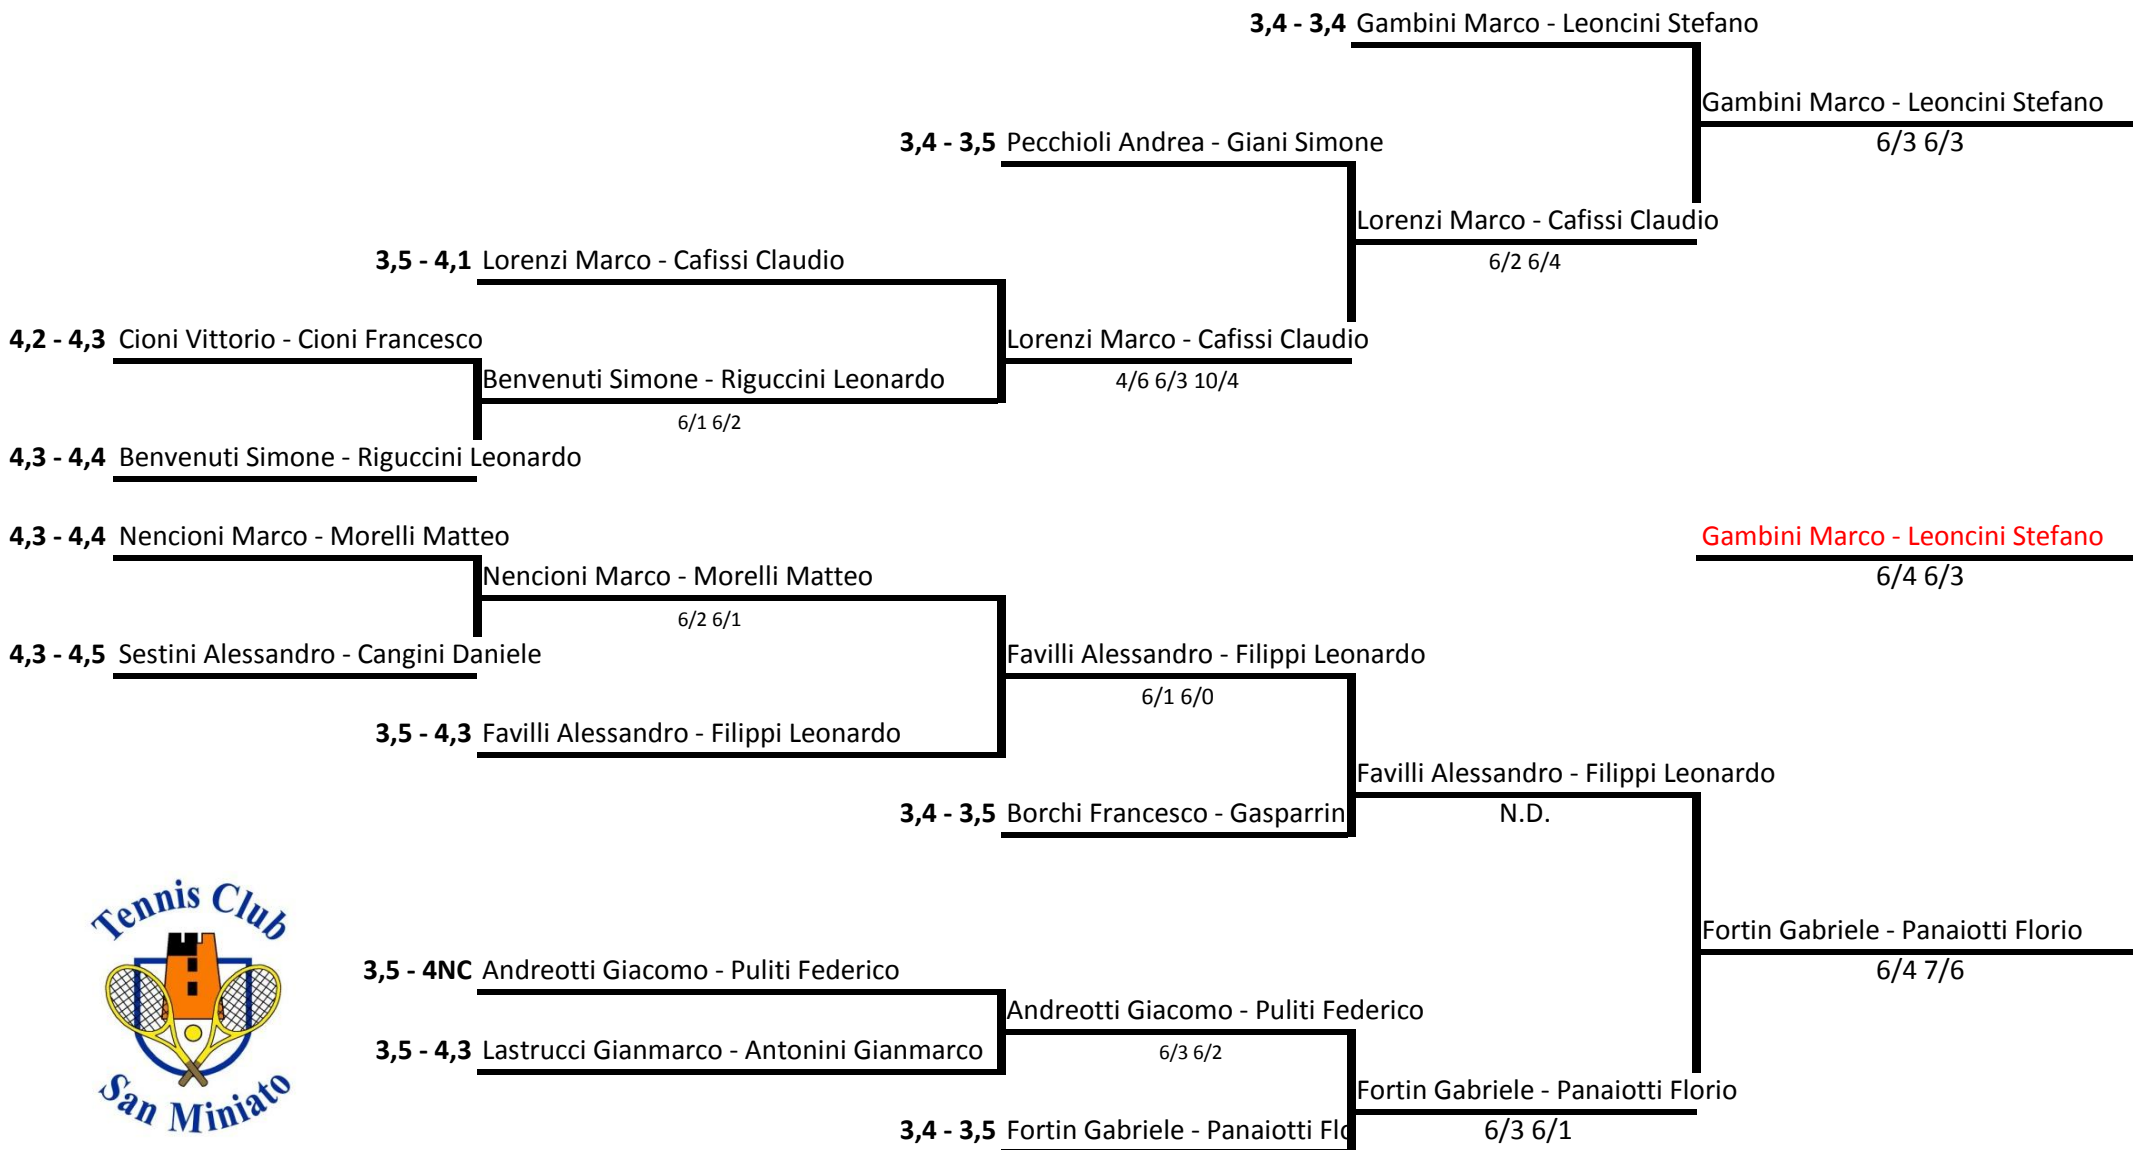 3,4 - 3,4 Gambini Marco - Leoncini Stefano
Gambini Marco - Leoncini Stefano
3,4 - 3,5 Pecchioli Andrea - Giani Simone
6/3 6/3
Lorenzi Marco - Cafissi Claudio
3,5 - 4,1 Lorenzi Marco - Cafissi Claudio
6/2 6/4
4,2 - 4,3 Cioni Vittorio - Cioni Francesco
Lorenzi Marco - Cafissi Claudio
Benvenuti Simone - Riguccini Leonardo
4/6 6/3 10/4
6/1 6/2
4,3 - 4,4 Benvenuti Simone - Riguccini Leonardo
4,3 - 4,4 Nencioni Marco - Morelli Matteo
Gambini Marco - Leoncini Stefano
Nencioni Marco - Morelli Matteo
6/4 6/3
6/2 6/1
4,3 - 4,5 Sestini Alessandro - Cangini Daniele
Favilli Alessandro - Filippi Leonardo
6/1 6/0
3,5 - 4,3 Favilli Alessandro - Filippi Leonardo
Favilli Alessandro - Filippi Leonardo
3,4 - 3,5 Borchi Francesco - Gasparrin
N.D.
Tennis Club
San Miniato
Fortin Gabriele - Panaiotti Florio
3,5 - 4NC Andreotti Giacomo - Puliti Federico
6/4 7/6
Andreotti Giacomo - Puliti Federico
3,5 - 4,3 Lastrucci Gianmarco - Antonini Gianmarco
6/3 6/2
Fortin Gabriele - Panaiotti Florio
3,4 - 3,5 Fortin Gabriele - Panaiotti Flo
6/3 6/1